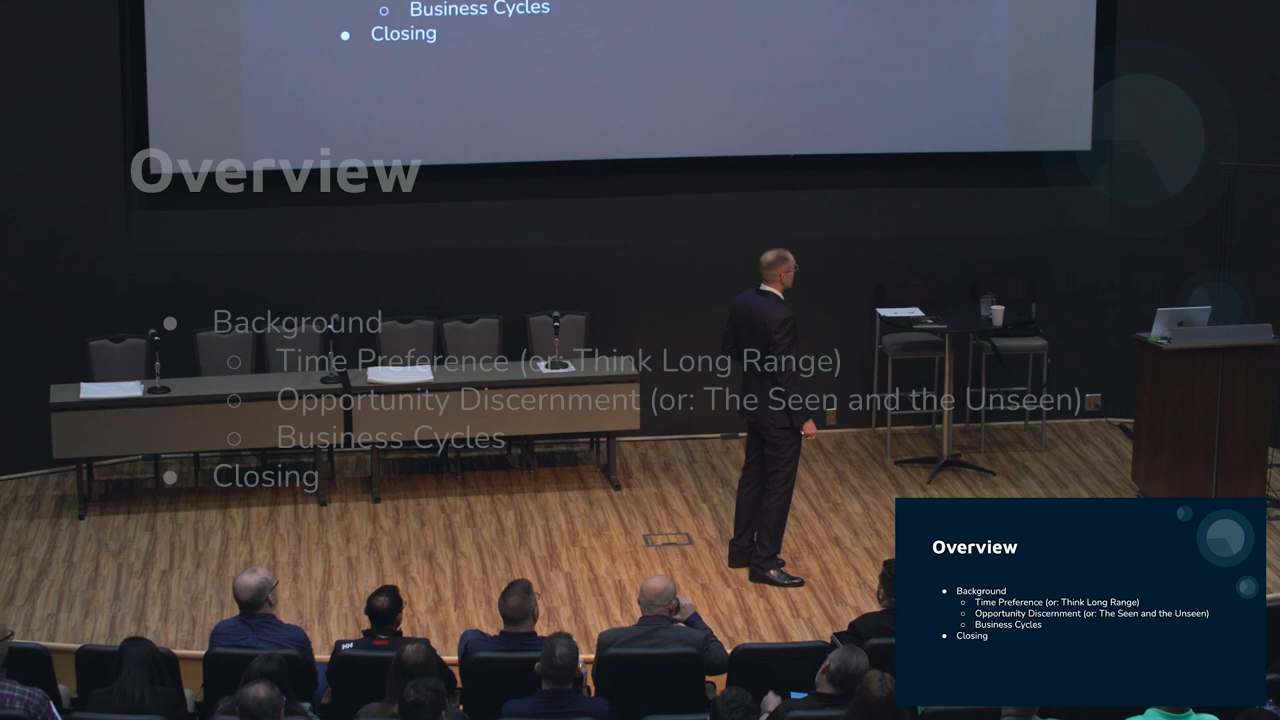 Business Cycles
Closing
Overview
Background
Time Preference (or: Think Long Range)
Opportunity Discernment (or: The Seen and the Unseen)
Business Cycles
Closing
HH
Overview
Background
Time Preference (or: Think Long Range)
Opportunity Discernment (or: The Seen and the Unseen)
Business Cycles
Closing